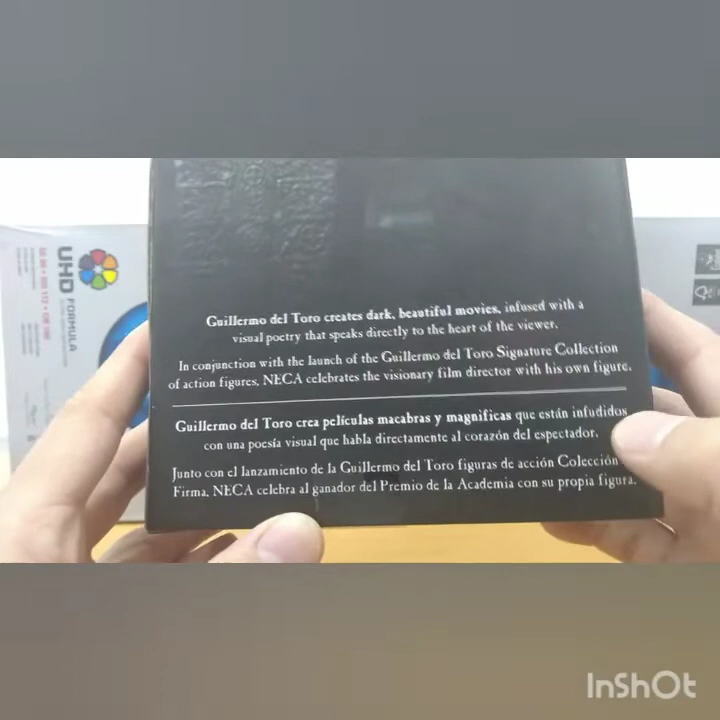 UHD
FORMULA
Guillermo del Toro creates dark, beautiful movies, infused with a
visual poetry that speaks directly to the heart of the viewer.
In conjunction with the launch of the Guillermo del Toro Signature Collection
of action figures, NECA celebrates the visionary film director with his own figure.
Guillermo del Toro crea películas macabras y magnificas que están infudidos
con una poesía visual que habla directamente al corazón del espectador.
Junto con el lanzamiento de la Guillermo del Toro figuras de acción Colección
Firma, NECA celebra al ganador del Premio de la Academia con su propia figura.
InShOt